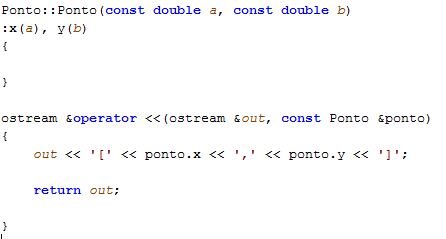 Ponto::Ponto(const double a, const double b)
:x(a), y(b)
{
}
ostream &operator <<(ostream &out, const Ponto &ponto)
{
out << '[' << ponto.x << ',' << ponto.y << ']';
return out;
}